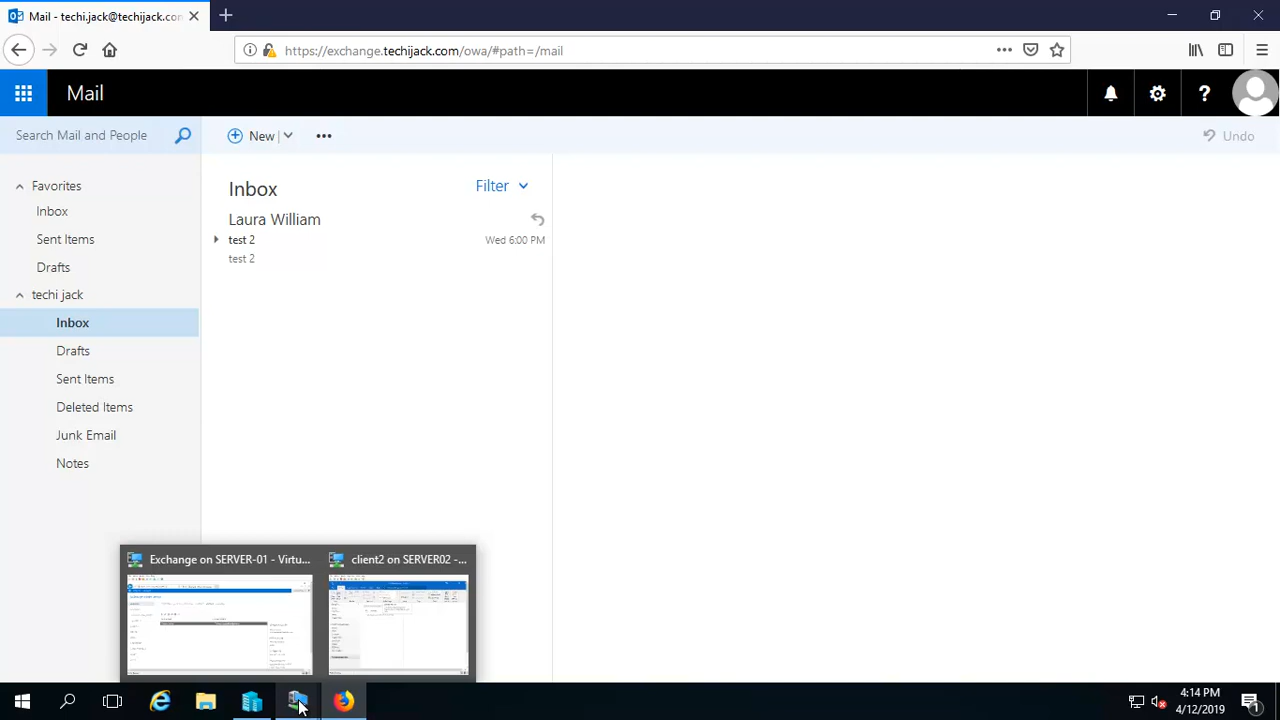 Mail - techi.jack@techijack.con
https://exchange.techijack.com/owa/#path=/mail
Mail
Search Mail and People
New
Undo
Favorites
Inbox
Sent Items
Drafts
techi jack
Inbox
Drafts
Sent Items
Deleted Items
Junk Email
Notes
Inbox
Filter
Laura William
test 2
Wed 6:00 PM
test 2
Exchange on SERVER-01 - Virtu...
client2 on SERVER02 -...
4:14 PM
4/12/2019
1